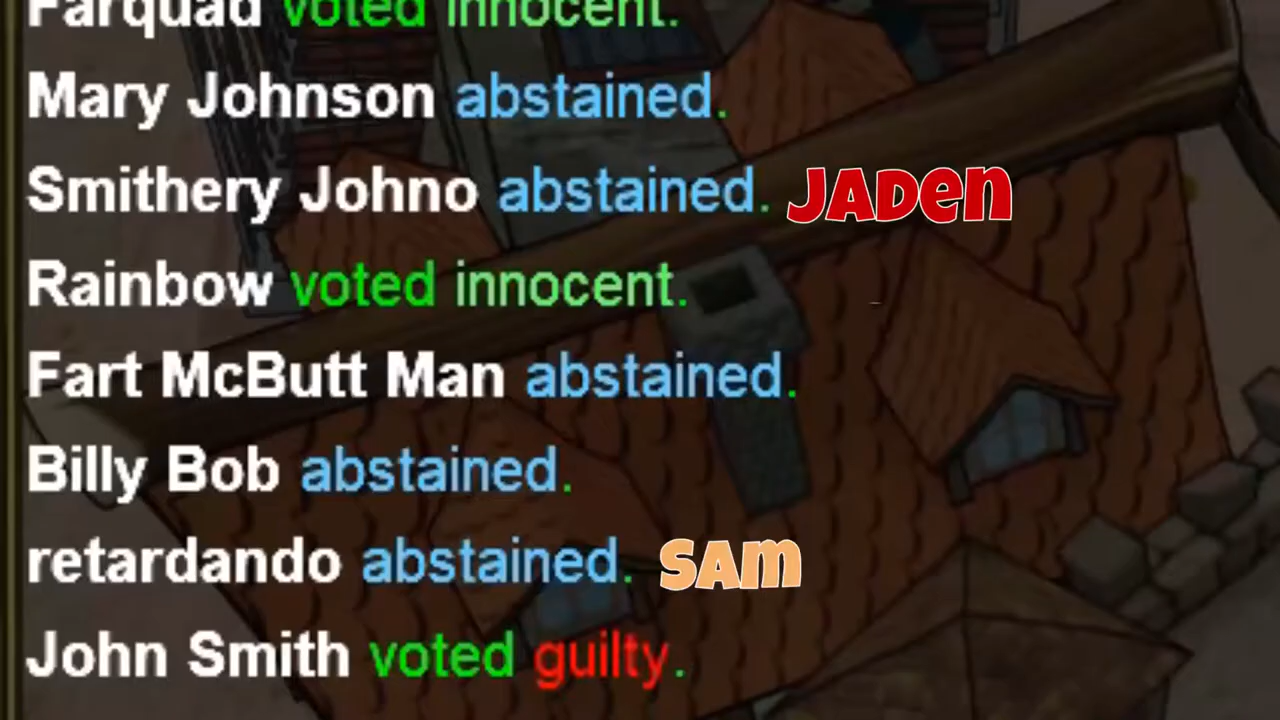 Farquad voted innocent.
Mary Johnson abstained.
Smithery Johno abstained. JADen
Rainbow voted innocent.
Fart McButt Man abstained.
Billy Bob abstained.
retardando abstained. SAm
John Smith voted guilty.